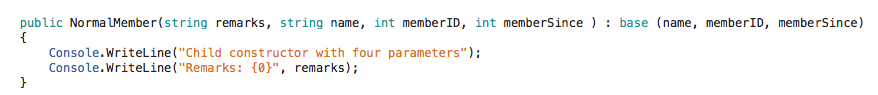 public NormalMember(string remarks, string name, int memberID, int memberSince ) : base (name, memberID, memberSince)
{
    Console.WriteLine("Child constructor with four parameters");
    Console.WriteLine("Remarks: {0}", remarks);
}